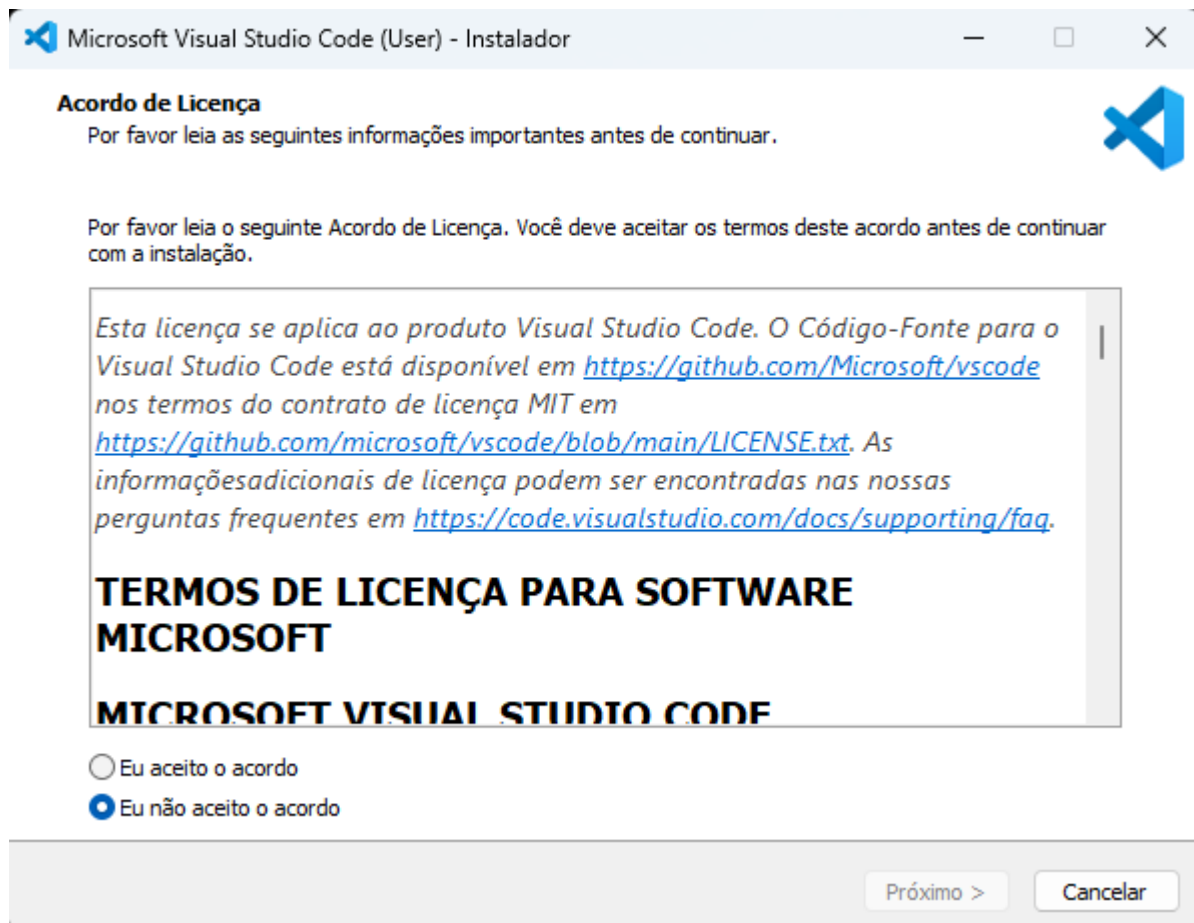 Microsoft Visual Studio Code (User) - Instalador
Acordo de Licença
Por favor leia as seguintes informações importantes antes de continuar.
Por favor leia o seguinte Acordo de Licença. Você deve aceitar os termos deste acordo antes de continuar
com a instalação.
Esta licença se aplica ao produto Visual Studio Code. O Código-Fonte para o
Visual Studio Code está disponível em https://github.com/Microsoft/vscode
nos termos do contrato de licença MIT em
https://github.com/microsoft/vscode/blob/main/LICENSE.txt. As
informaçõesadicionais de licença podem ser encontradas nas nossas
perguntas frequentes em https://code.visualstudio.com/docs/supporting/faq.
TERMOS DE LICENÇA PARA SOFTWARE
MICROSOFT
MICROSOFT VISUAL STUDIO CODE
Eu aceito o acordo
Eu não aceito o acordo
Próximo >
Cancelar